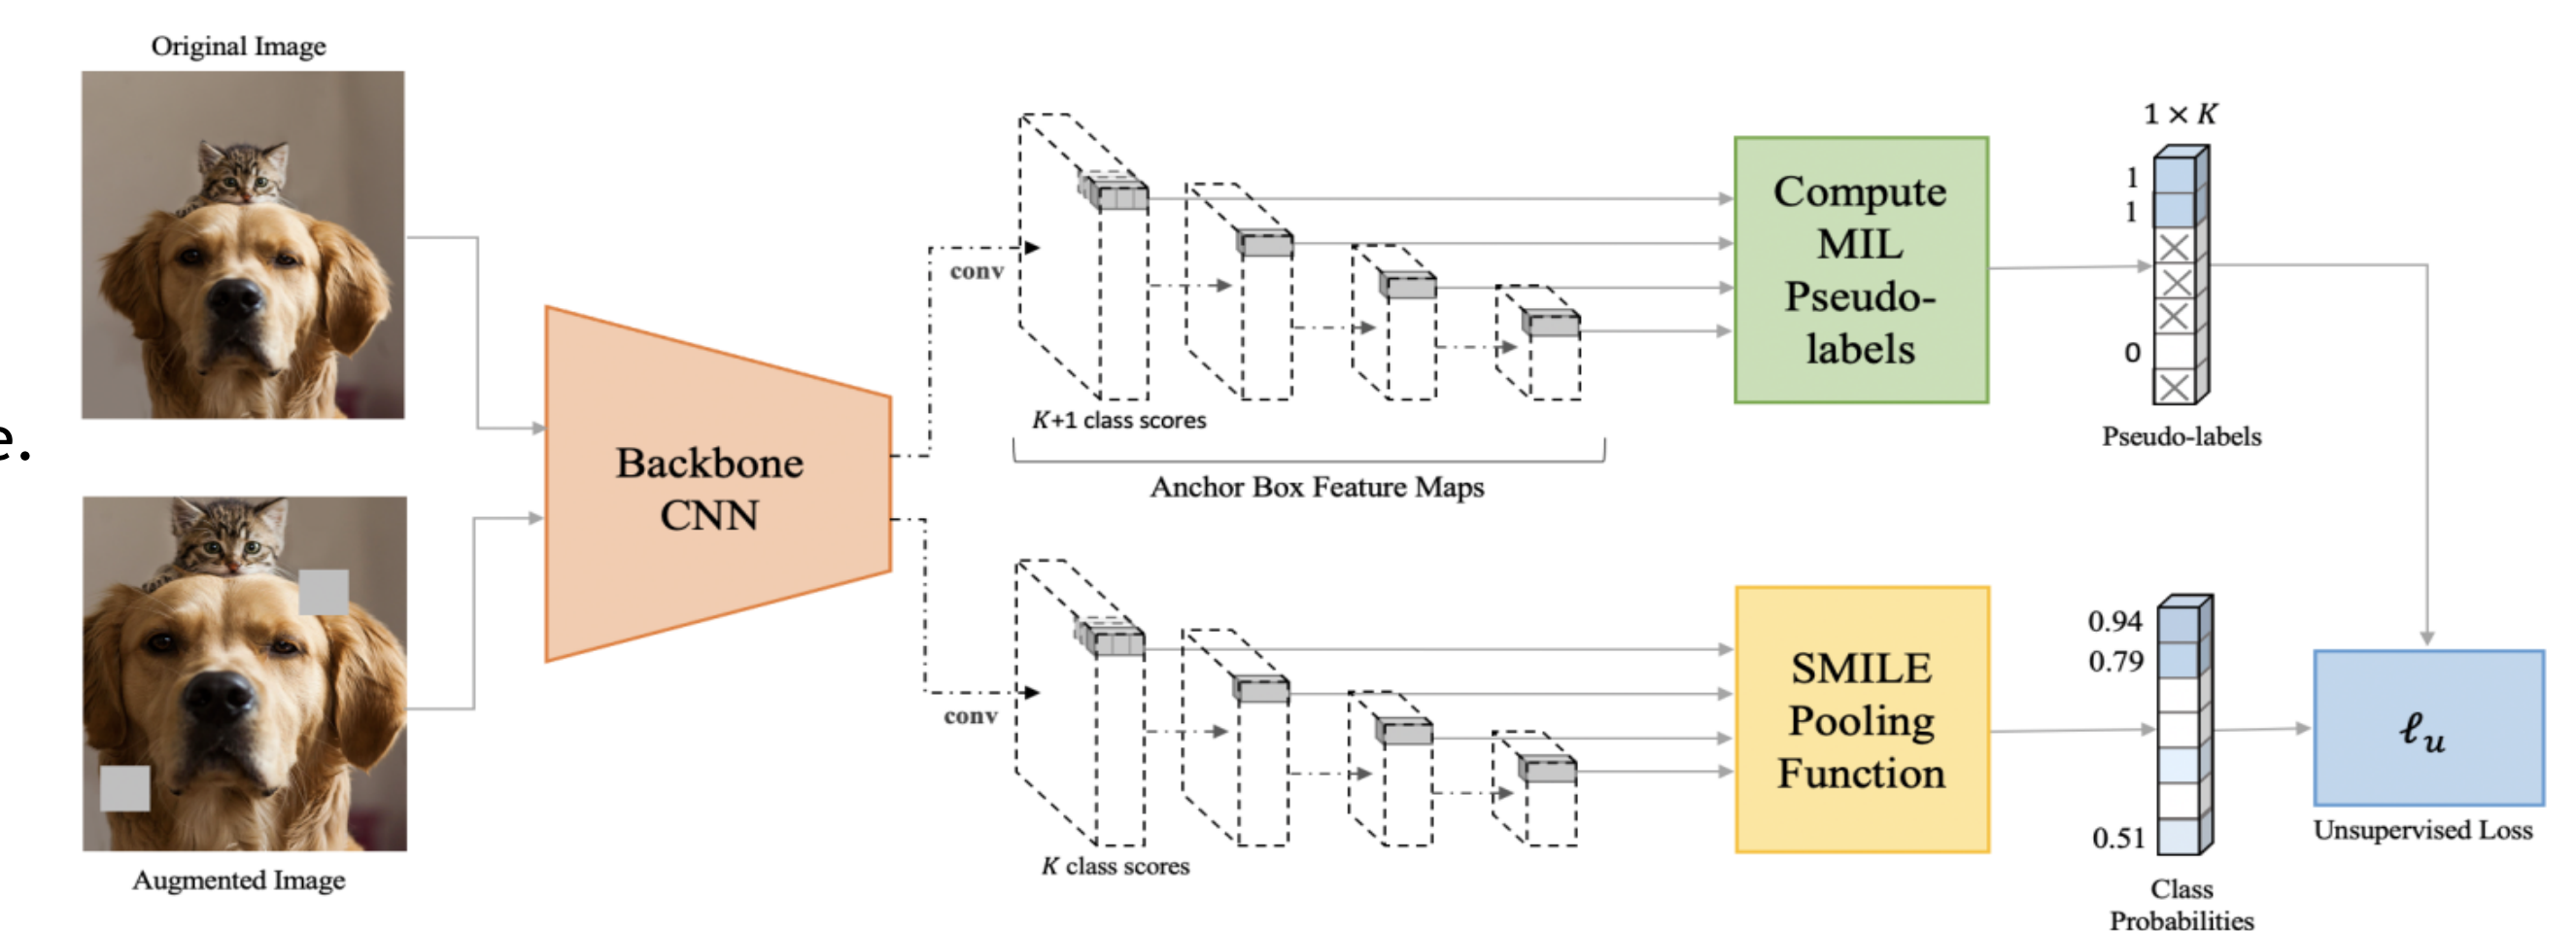 Original Image
e.
Augmented Image
Backbone
CNN
conv
K+1 class scores
Anchor Box Feature Maps
conv
K class scores
Compute
MIL
Pseudo-
labels
SMILE
Pooling
Function
1 × K
1
1
0
Pseudo-labels
0.94
0.79
0.51
Class
Probabilities
ℓu
Unsupervised Loss